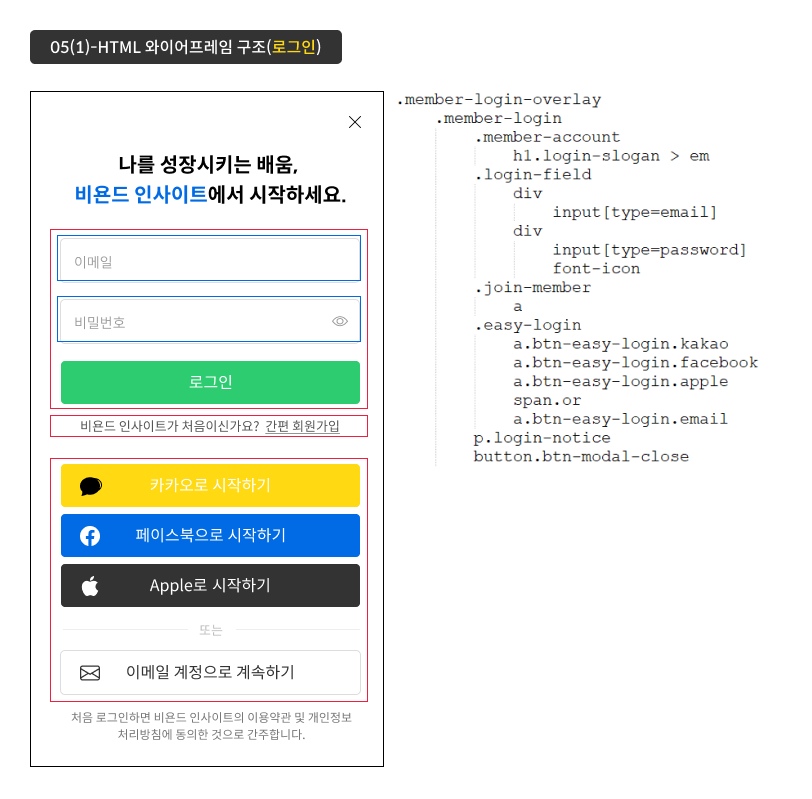 05(1)-HTML 와이어프레임 구조(로그인)
나를 성장시키는 배움,
비욘드 인사이트에서 시작하세요.
이메일
비밀번호
로그인
비욘드 인사이트가 처음이신가요? 간편 회원가입
카카오로 시작하기
페이스북으로 시작하기
Apple로 시작하기
또는
이메일 계정으로 계속하기
처음 로그인하면 비욘드 인사이트의 이용약관 및 개인정보
처리방침에 동의한 것으로 간주합니다.
.member-login-overlay
.member-login
.member-account
h1.login-slogan > em
.login-field
div
input[type=email]
div
input[type=password]
font-icon
.join-member
a
.easy-login
a.btn-easy-login.kakao
a.btn-easy-login.facebook
a.btn-easy-login.apple
span.or
a.btn-easy-login.email
p.login-notice
button.btn-modal-close